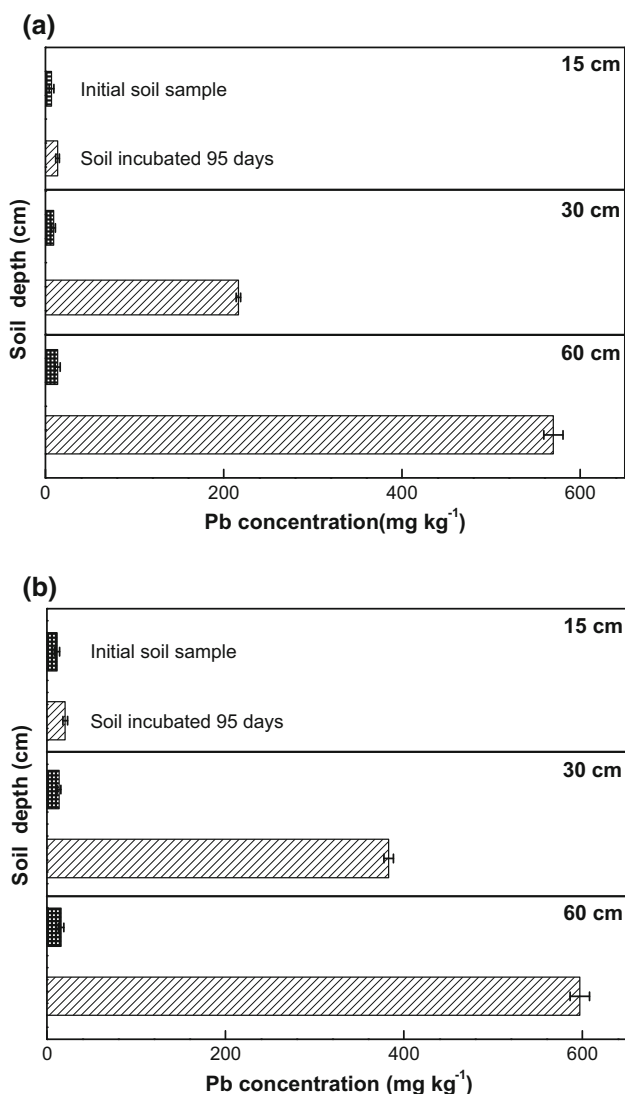 (a)
15 cm
Initial soil sample
Soil incubated 95 days
30 cm
60 cm
Soil depth (cm)
0 200 400 600
Pb concentration(mg kg⁻¹)
(b)
15 cm
Initial soil sample
Soil incubated 95 days
30 cm
60 cm
Soil depth (cm)
0 200 400 600
Pb concentration (mg kg⁻¹)